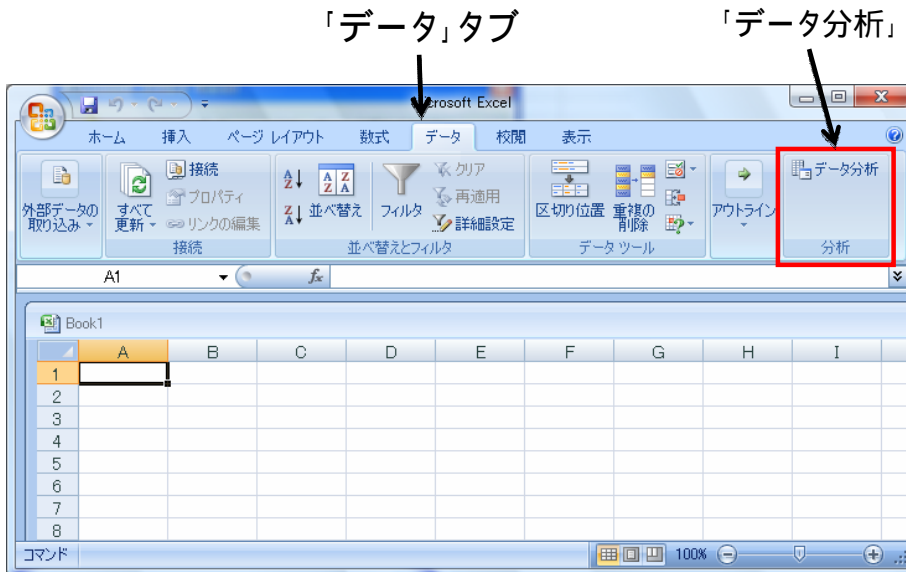 「データ」タブ 「データ分析」
Microsoft Excel
ホーム 挿入 ページ レイアウト 数式 データ 校閲 表示
外部データの取り込み
すべて更新
接続
プロパティ
リンクの編集
接続
並べ替え
フィルタ
クリア
再適用
詳細設定
並べ替えとフィルタ
区切り位置
重複の削除
データ ツール
アウトライン
データ分析
分析
A1 fx
Book1
A B C D E F G H I
1
2
3
4
5
6
7
8
コマンド 100%